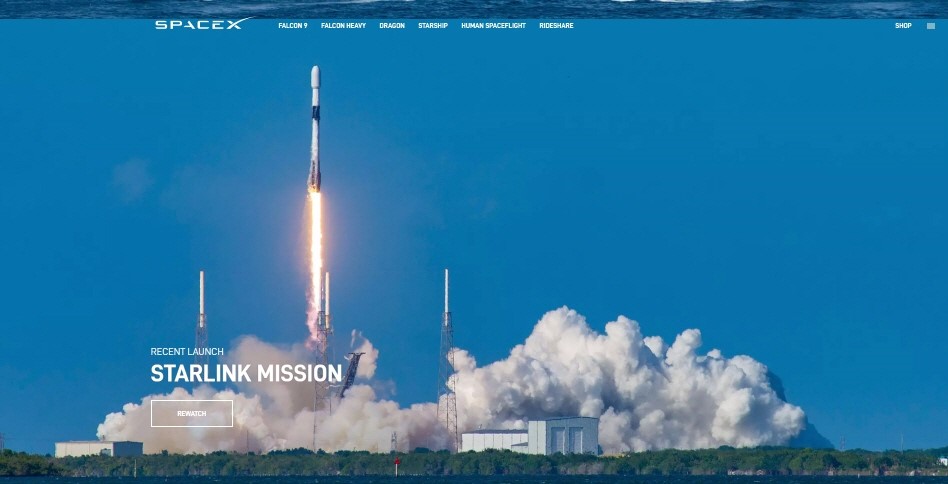 SPACEX
FALCON 9 FALCON HEAVY DRAGON STARSHIP HUMAN SPACEFLIGHT RIDESHARE
SHOP
RECENT LAUNCH
STARLINK MISSION
REWATCH